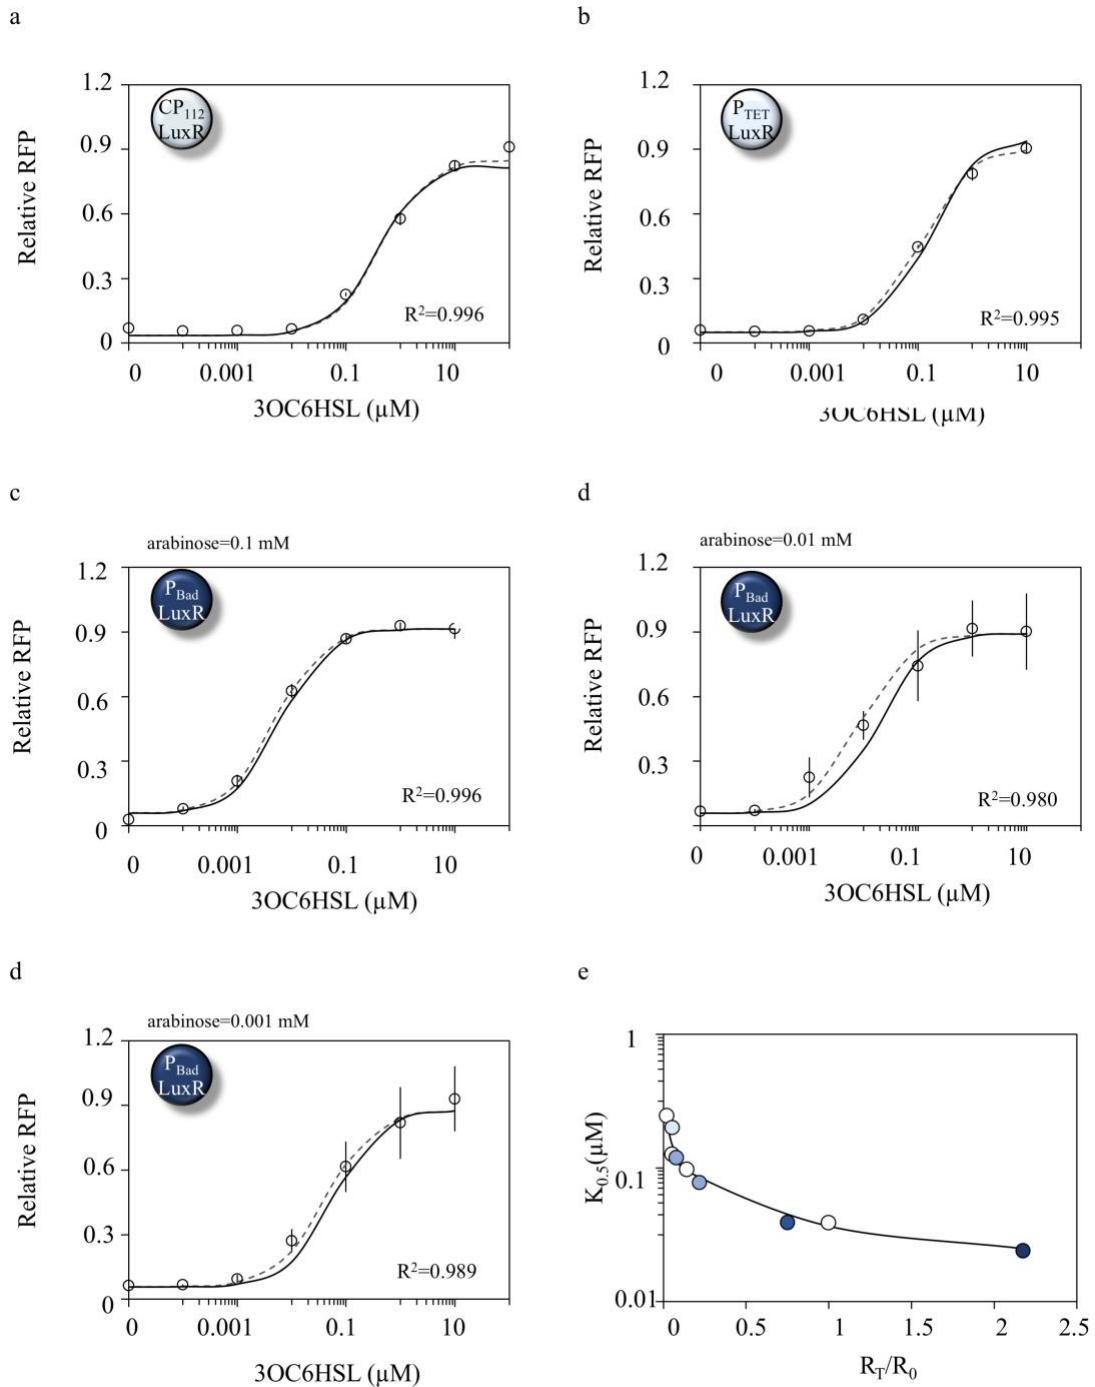 a
1.2
0.9
0.6
0.3
0
Relative RFP
CP112
LuxR
R²=0.996
0 0.001 0.1 10
3OC6HSL (µM)
b
1.2
0.9
0.6
0.3
0
Relative RFP
PTET
LuxR
R²=0.995
0 0.001 0.1 10
3OC6HSL (µM)
c
arabinose=0.1 mM
1.2
0.9
0.6
0.3
0
Relative RFP
PBad
LuxR
R²=0.996
0 0.001 0.1 10
3OC6HSL (µM)
d
arabinose=0.01 mM
1.2
0.9
0.6
0.3
Relative RFP
PBad
LuxR
R²=0.980
0 0.001 0.1 10
3OC6HSL (µM)
d
arabinose=0.001 mM
1.2
0.9
0.6
0.3
0
Relative RFP
PBad
LuxR
R²=0.989
0 0.001 0.1 10
3OC6HSL (µM)
e
1
0.1
0.01
K0.5(µM)
0 0.5 1 1.5 2 2.5
RT/R0